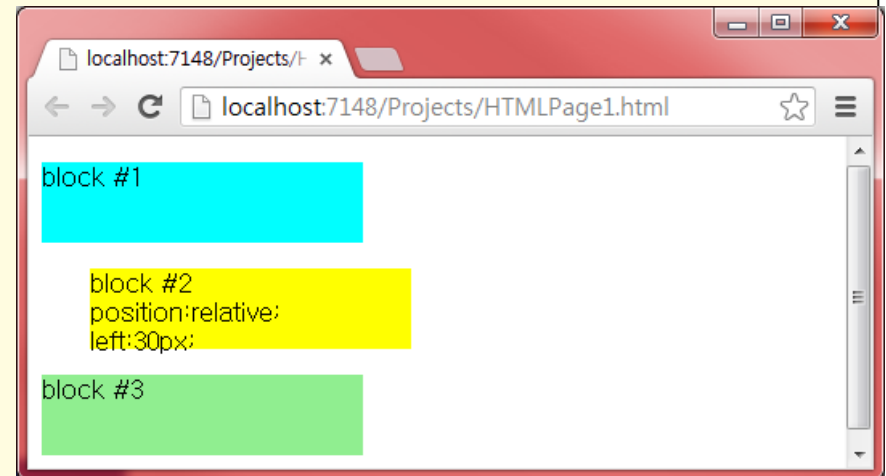 localhost:7148/Projects/H
localhost:7148/Projects/HTMLPage1.html
block #1
block #2
position:relative;
left:30px;
block #3